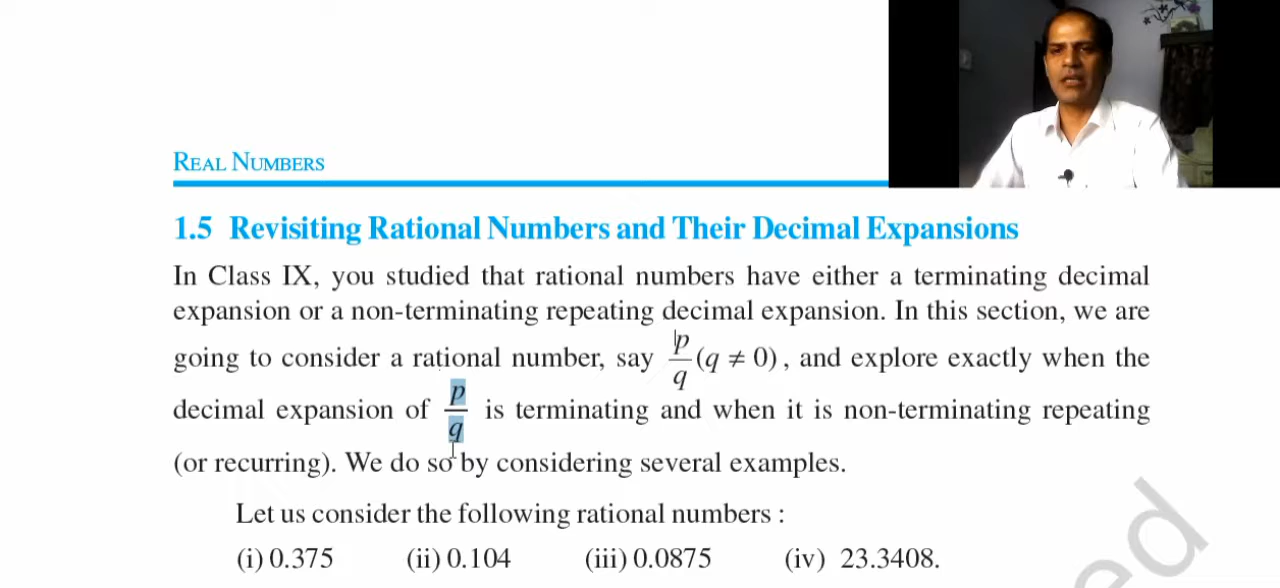 REAL NUMBERS
1.5 Revisiting Rational Numbers and Their Decimal Expansions
In Class IX, you studied that rational numbers have either a terminating decimal
expansion or a non-terminating repeating decimal expansion. In this section, we are
going to consider a rational number, say p/q (q ≠ 0), and explore exactly when the
decimal expansion of p/q is terminating and when it is non-terminating repeating
(or recurring). We do so by considering several examples.
Let us consider the following rational numbers :
(i) 0.375 (ii) 0.104 (iii) 0.0875 (iv) 23.3408.